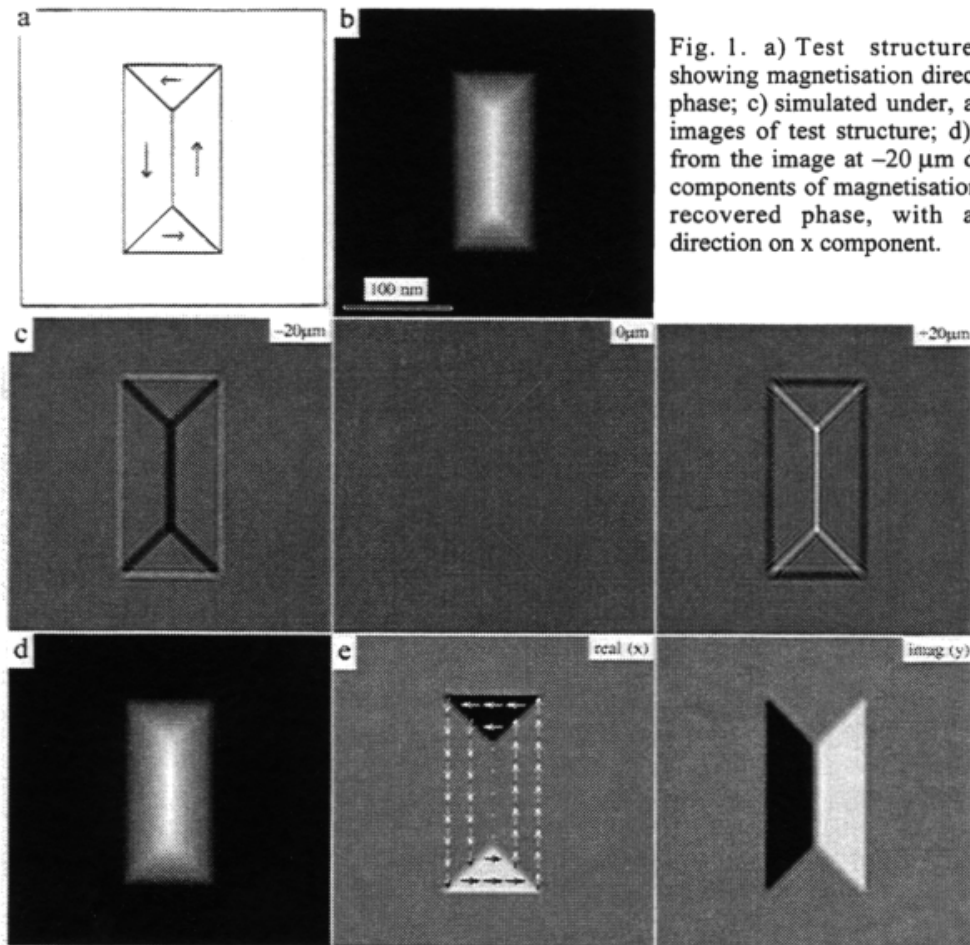 a
b
Fig. 1. a) Test structure
showing magnetisation direc
phase; c) simulated under, a
images of test structure; d)
from the image at –20 μm
components of magnetisation
recovered phase, with a
direction on x component.
100 nm
c
–20μm
0μm
+20μm
d
e
real (x)
imag (y)